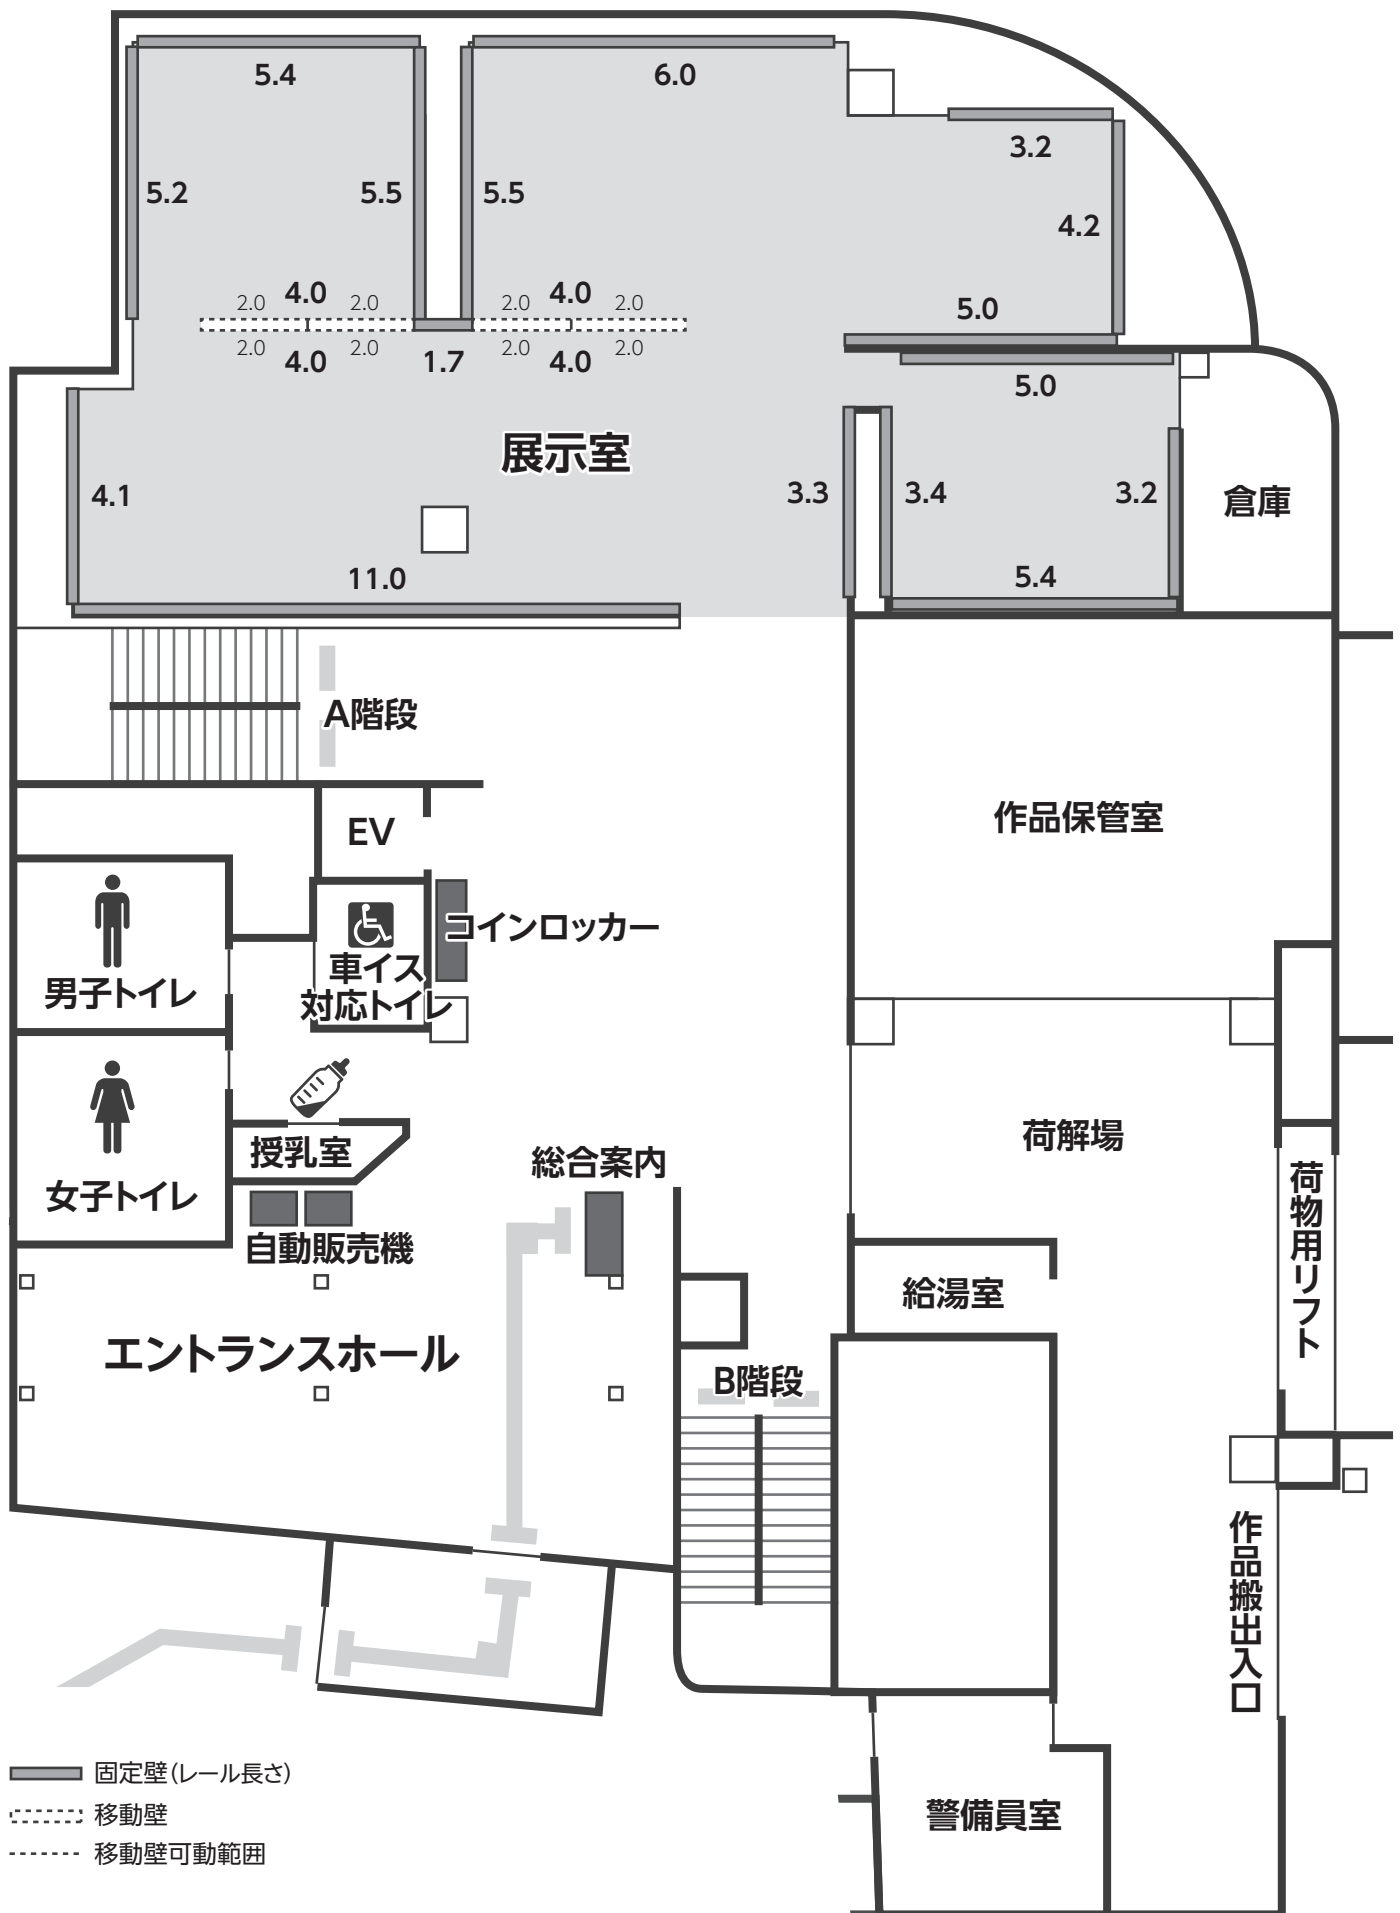 5.4
6.0
3.2
5.2
5.5
5.5
4.2
2.0
4.0
2.0
2.0
4.0
2.0
5.0
2.0
4.0
2.0
1.7
2.0
4.0
2.0
5.0
展示室
4.1
3.3
3.4
3.2
倉庫
11.0
5.4
A階段
作品保管室
EV
コインロッカー
車イス
対応トイレ
男子トイレ
荷解場
授乳室
総合案内
女子トイレ
荷物用リフト
自動販売機
給湯室
エントランスホール
B階段
作品搬出入口
固定壁(レール長さ)
移動壁
警備員室
移動壁可動範囲